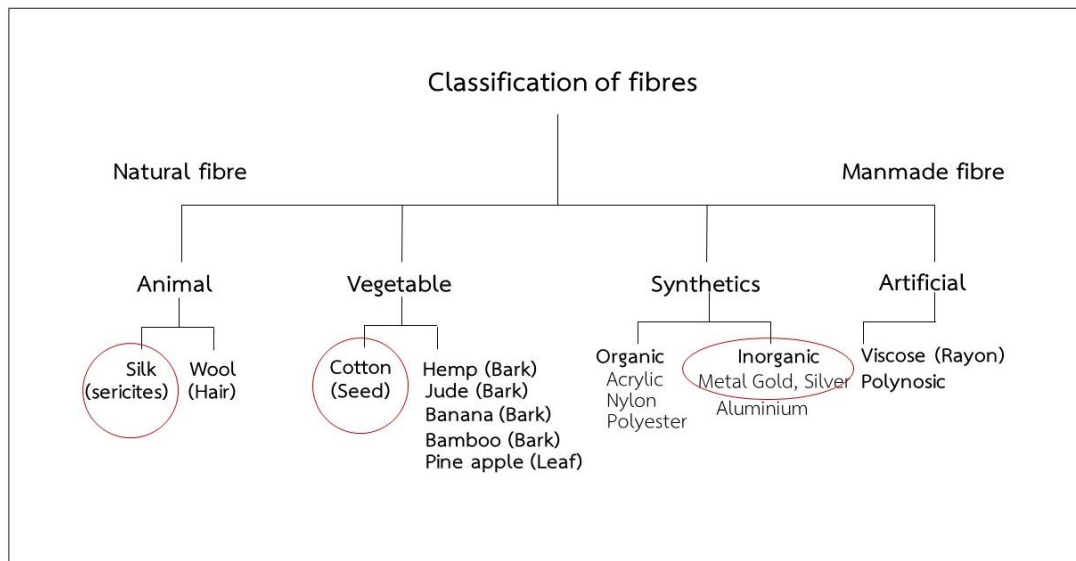 Classification of fibres
Natural fibre
Manmade fibre
Animal
Vegetable
Synthetics
Artificial
Silk
(sericites)
Wool
(Hair)
Cotton
(Seed)
Hemp (Bark)
Jude (Bark)
Banana (Bark)
Bamboo (Bark)
Pine apple (Leaf)
Organic
Acrylic
Nylon
Polyester
Inorganic
Metal Gold, Silver
Aluminium
Viscose (Rayon)
Polynosic